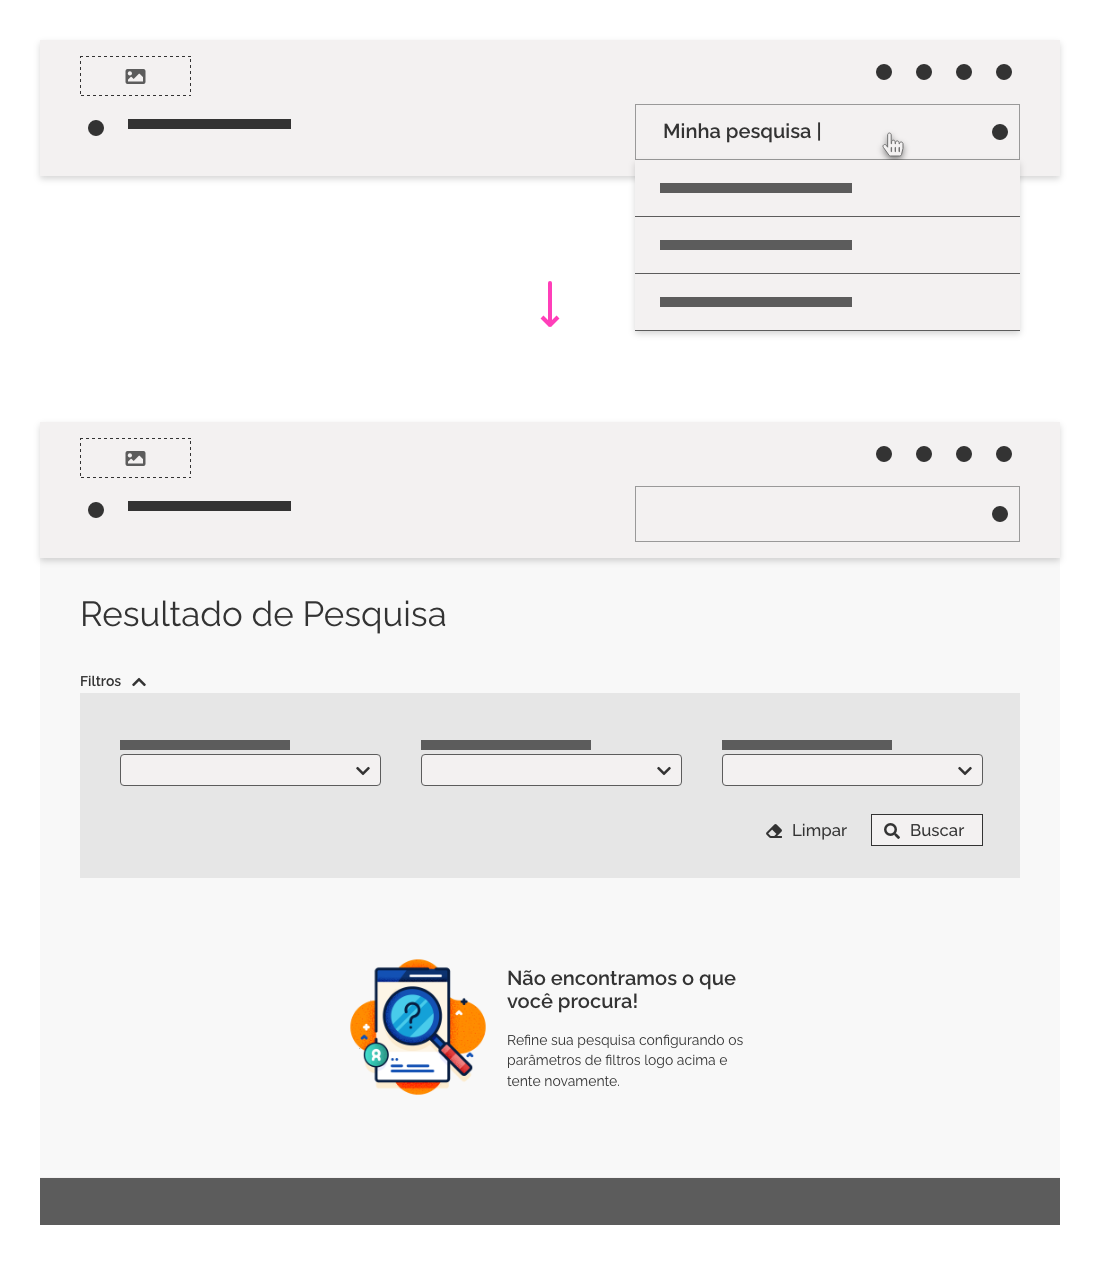 Minha pesquisa |
Resultado de Pesquisa
Filtros
Limpar
Buscar
Não encontramos o que
você procura!
Refine sua pesquisa configurando os
parâmetros de filtros logo acima e
tente novamente.